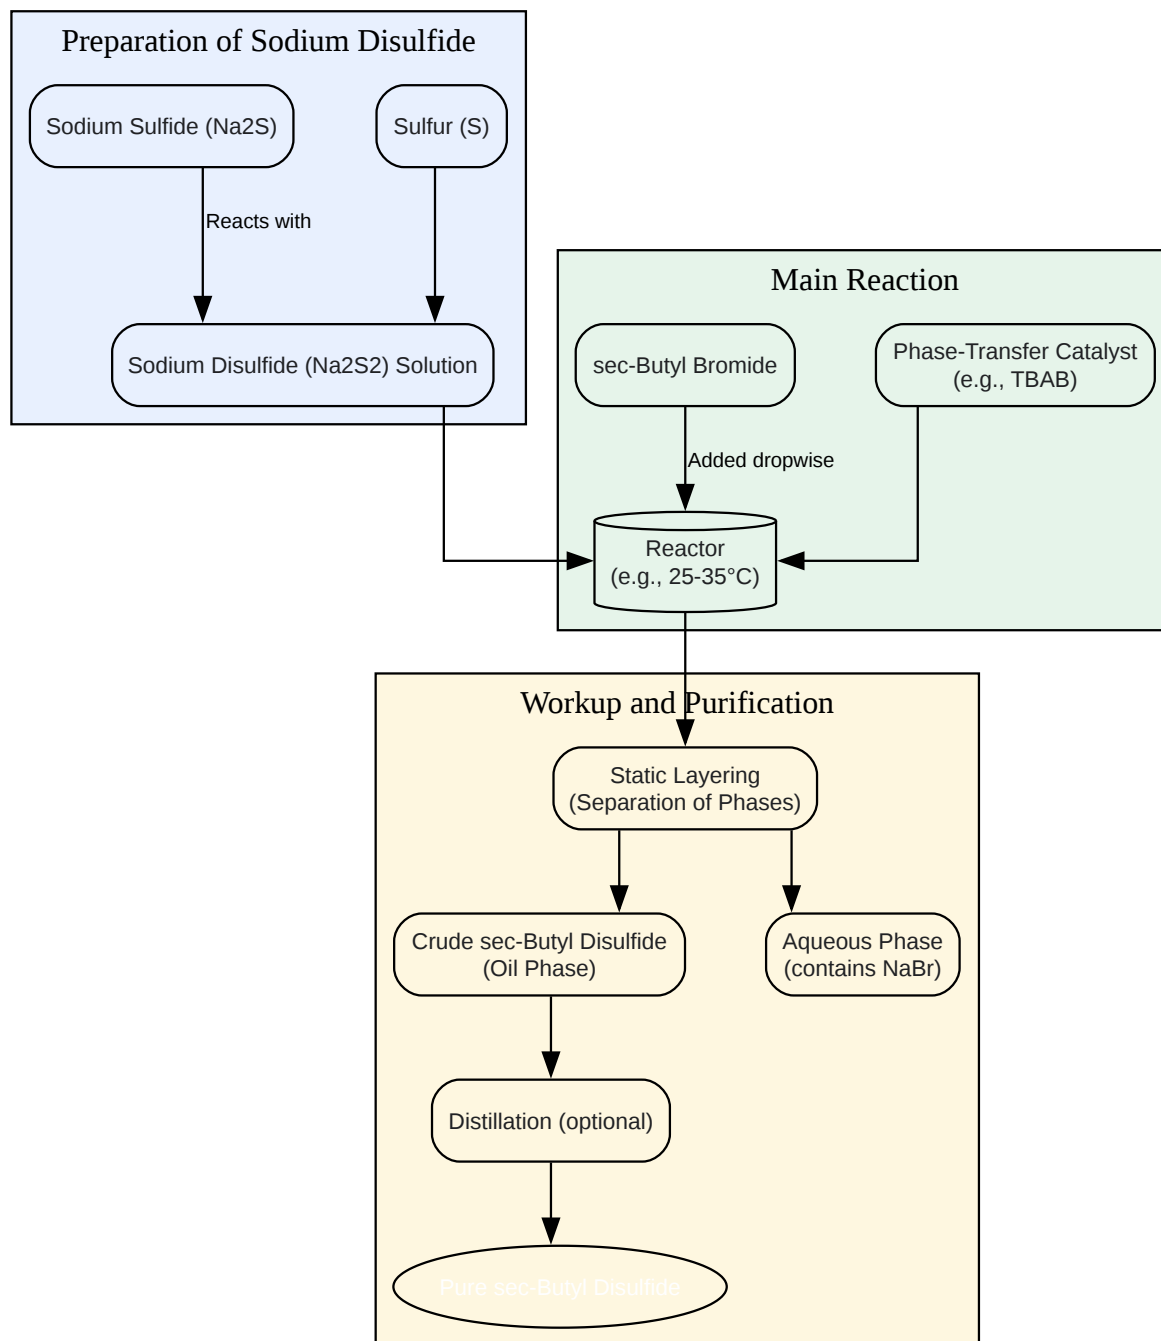 Preparation of Sodium Disulfide
Sodium Sulfide (Na2S)
Sulfur (S)
Reacts with
Sodium Disulfide (Na2S2) Solution
Main Reaction
sec-Butyl Bromide
Phase-Transfer Catalyst
(e.g., TBAB)
Added dropwise
Reactor
(e.g., 25-35°C)
Workup and Purification
Static Layering
(Separation of Phases)
Crude sec-Butyl Disulfide
(Oil Phase)
Aqueous Phase
(contains NaBr)
Distillation (optional)
Pure sec-Butyl Disulfide